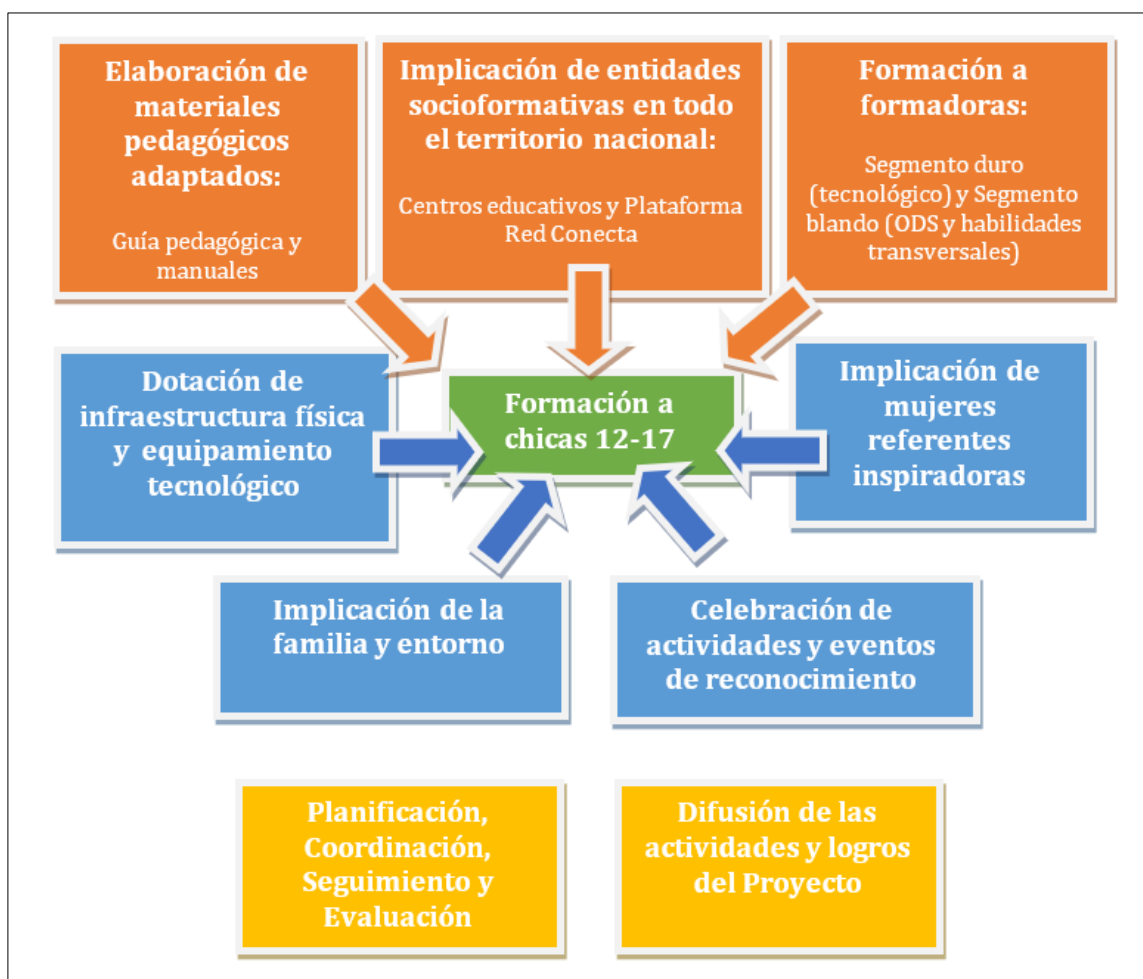 Elaboración de
materiales
pedagógicos
adaptados:
Guía pedagógica y
manuales
Implicación de entidades
socioformativas en todo
el territorio nacional:
Centros educativos y Plataforma
Red Conecta
Formación a
formadoras:
Segmento duro
(tecnológico) y Segmento
blando (ODS y habilidades
transversales)
Dotación de
infraestructura física
y equipamiento
tecnológico
Formación a
chicas 12-17
Implicación de
mujeres
referentes
inspiradoras
Implicación de la
familia y entorno
Celebración de
actividades y eventos
de reconocimiento
Planificación,
Coordinación,
Seguimiento y
Evaluación
Difusión de las
actividades y logros
del Proyecto